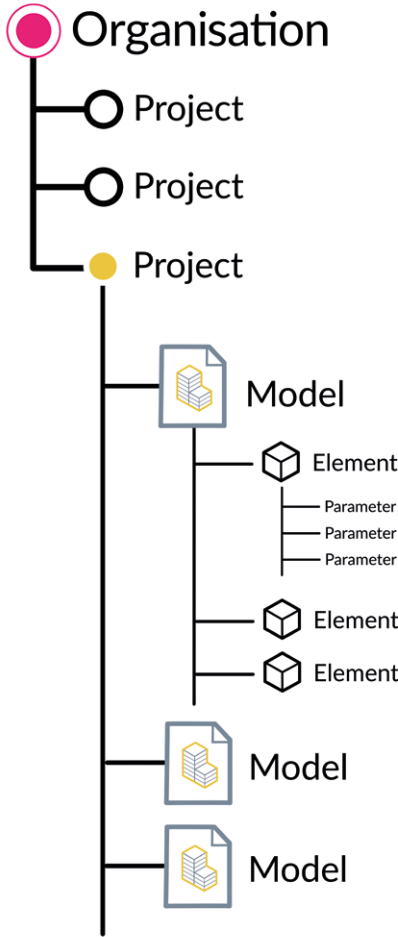 Organisation
Project
Project
Project
Model
Element
Parameter
Parameter
Parameter
Element
Element
Model
Model